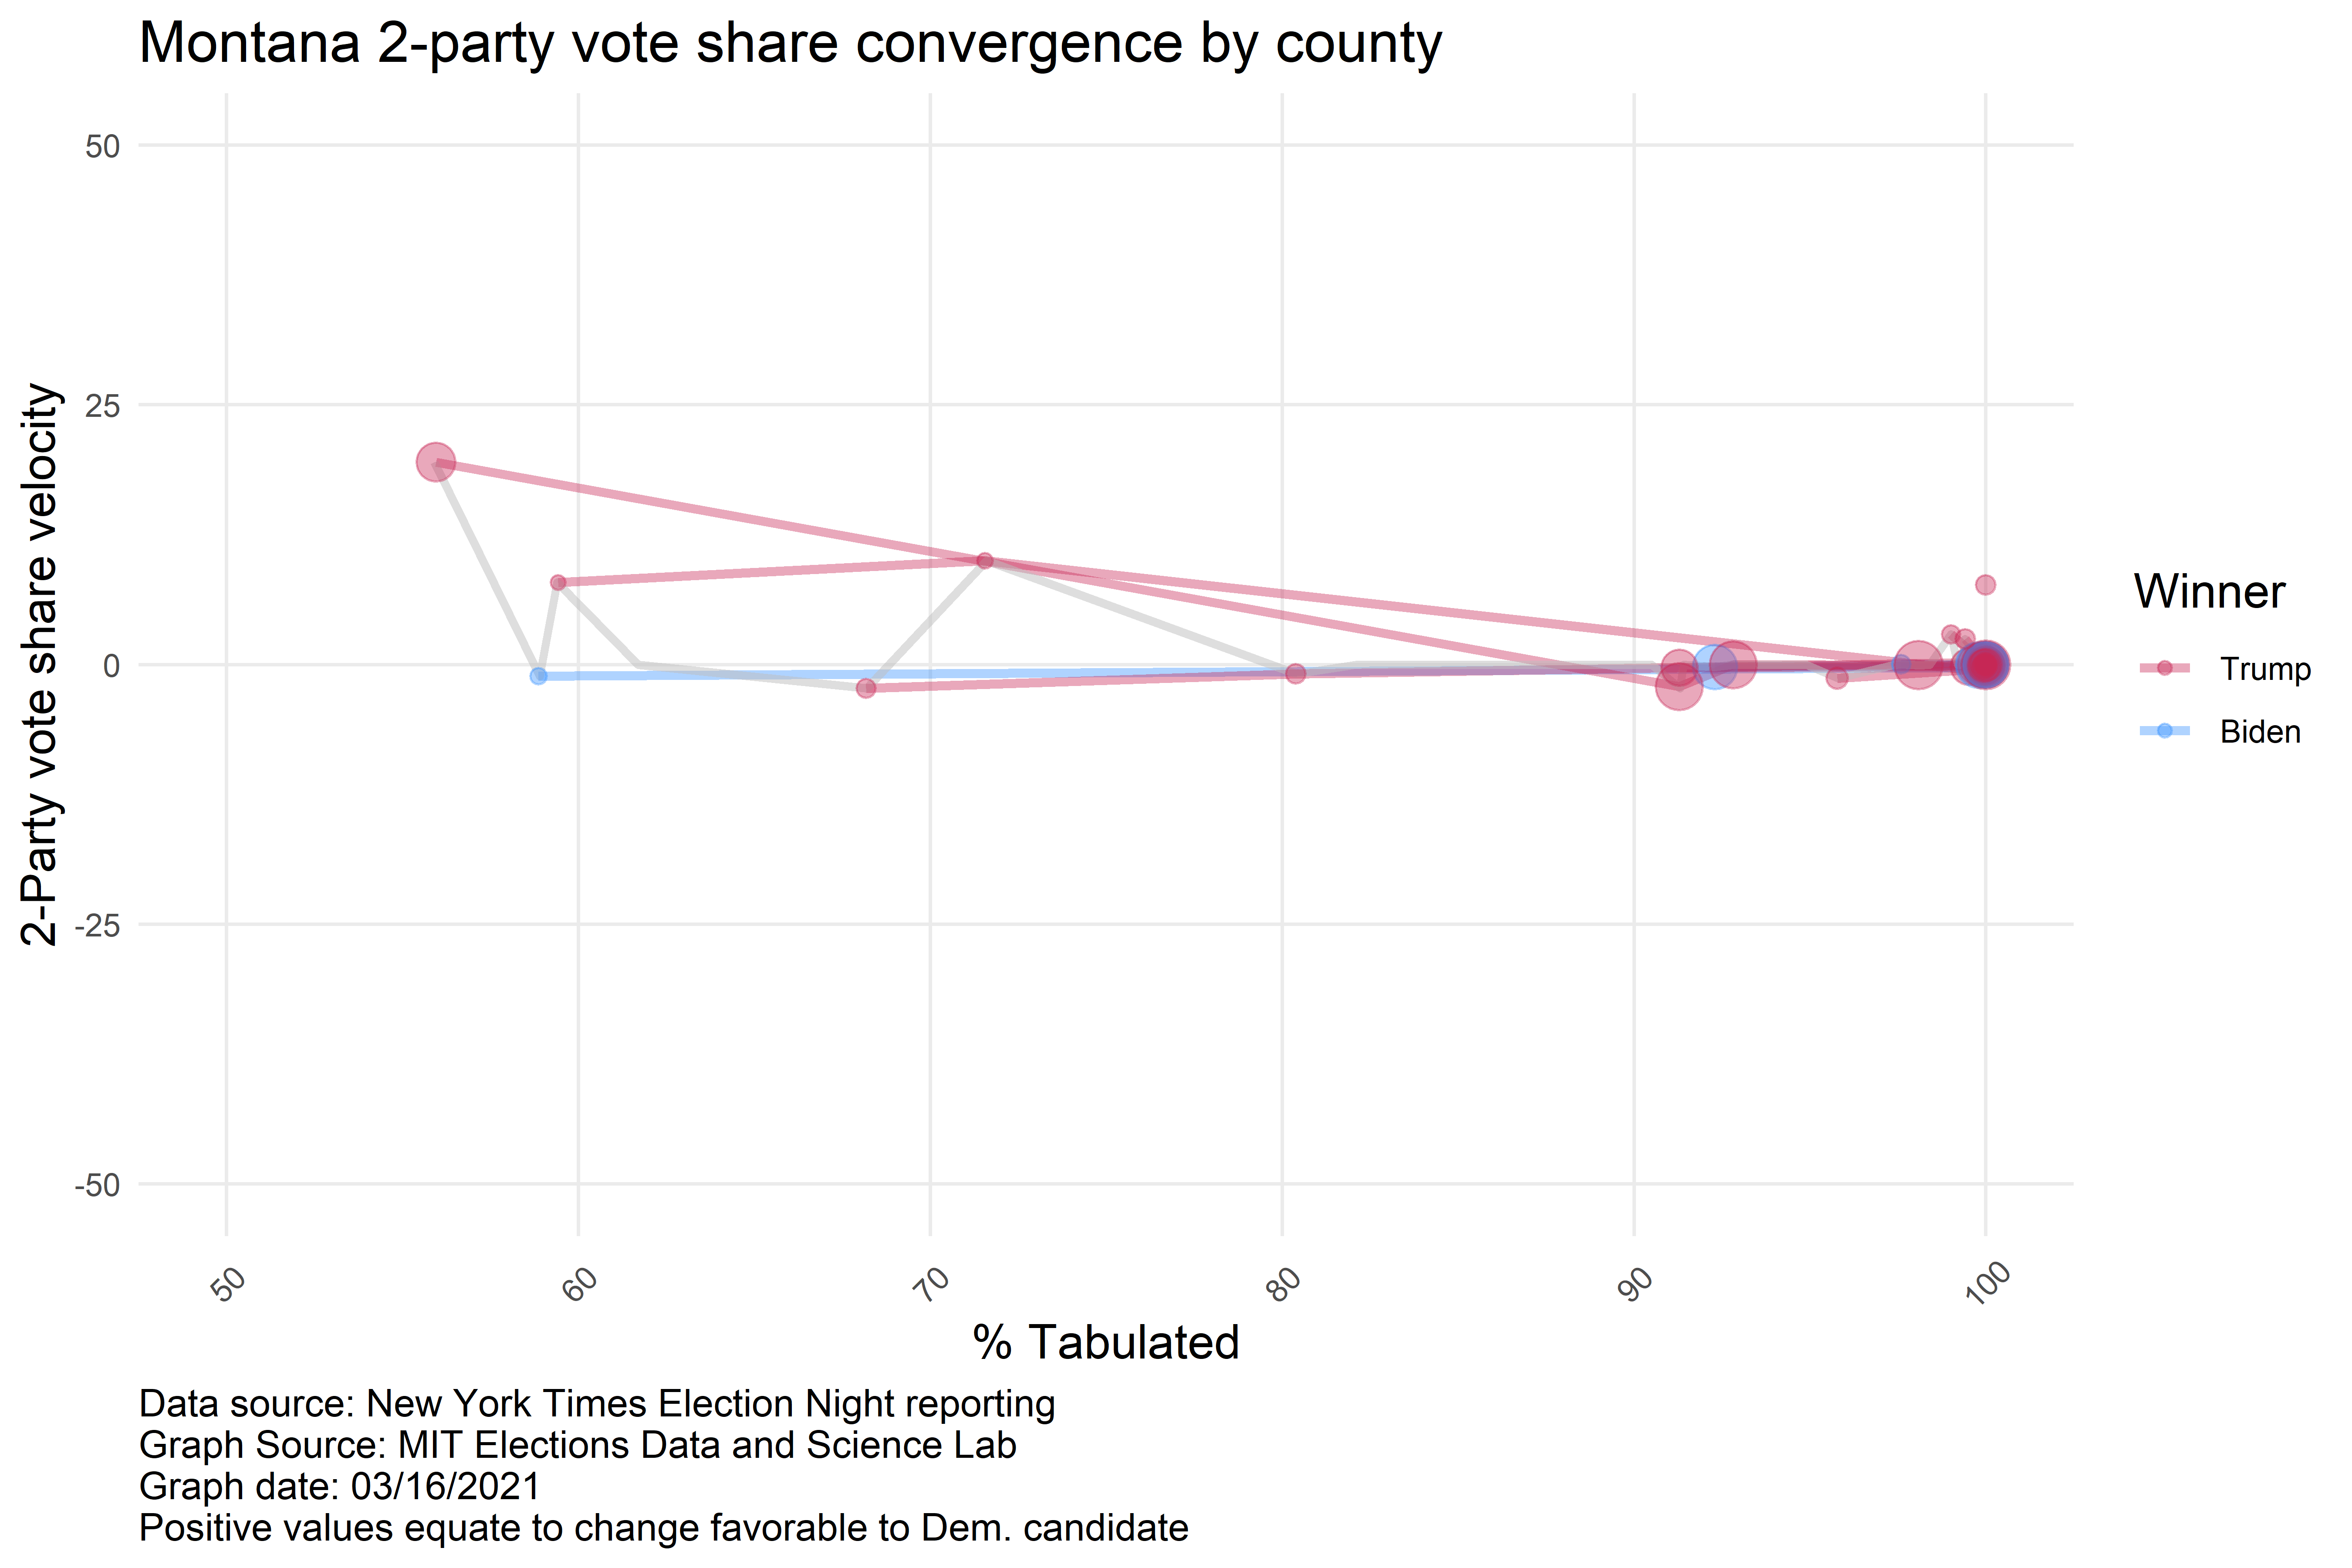 Montana 2-party vote share convergence by county
2-Party vote share velocity
50
25
0
-25
-50
50
60
70
80
90
100
% Tabulated
Winner
Trump
Biden
Data source: New York Times Election Night reporting
Graph Source: MIT Elections Data and Science Lab
Graph date: 03/16/2021
Positive values equate to change favorable to Dem. candidate